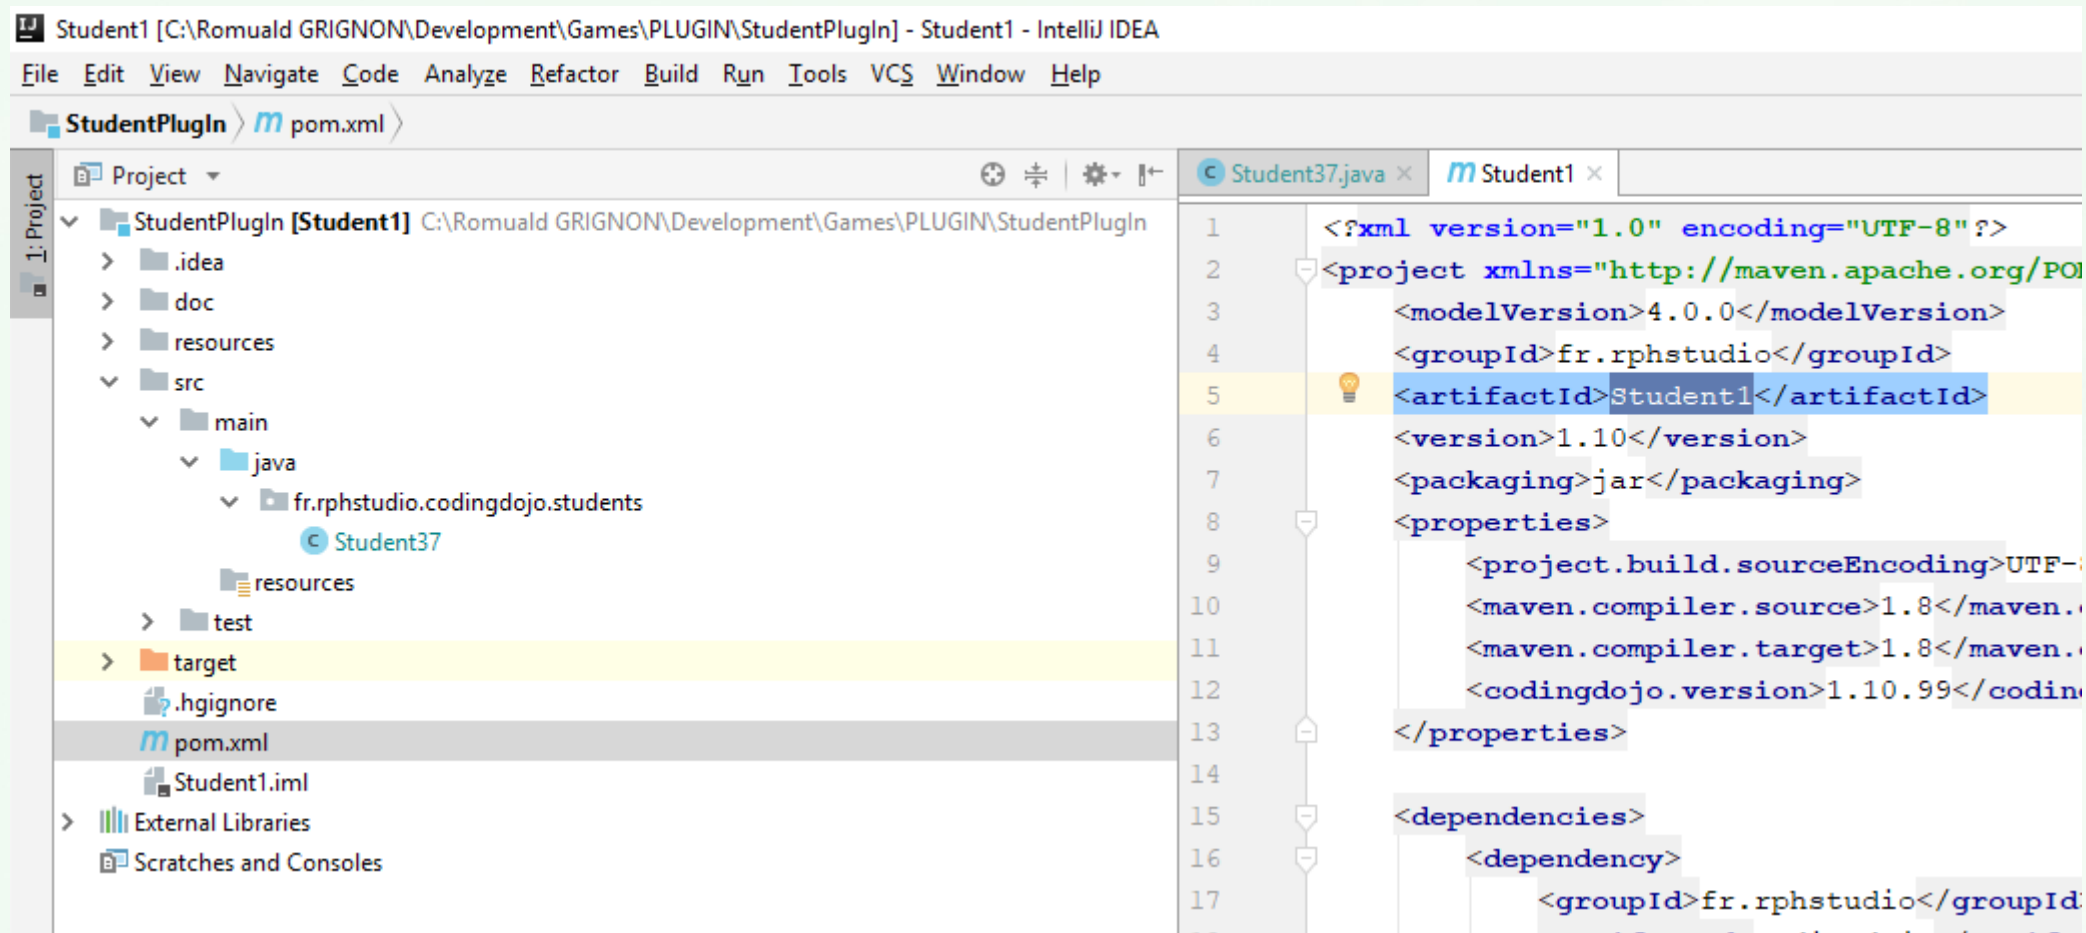 Student1 [C:\Romuald GRIGNON\Development\Games\PLUGIN\StudentPlugIn] - Student1 - IntelliJ IDEA
File Edit View Navigate Code Analyze Refactor Build Run Tools VCS Window Help
StudentPlugIn pom.xml
1: Project
Project
StudentPlugIn [Student1] C:\Romuald GRIGNON\Development\Games\PLUGIN\StudentPlugIn
.idea
doc
resources
src
main
java
fr.rphstudio.codingdojo.students
Student37
resources
test
target
.hgignore
pom.xml
Student1.iml
External Libraries
Scratches and Consoles
Student37.java Student1
1 <?xml version="1.0" encoding="UTF-8"?>
2 <project xmlns="http://maven.apache.org/PO
3 <modelVersion>4.0.0</modelVersion>
4 <groupId>fr.rphstudio</groupId>
5 <artifactId>Student1</artifactId>
6 <version>1.10</version>
7 <packaging>jar</packaging>
8 <properties>
9 <project.build.sourceEncoding>UTF-
10 <maven.compiler.source>1.8</maven.
11 <maven.compiler.target>1.8</maven.
12 <codingdojo.version>1.10.99</codin
13 </properties>
14
15 <dependencies>
16 <dependency>
17 <groupId>fr.rphstudio</groupId